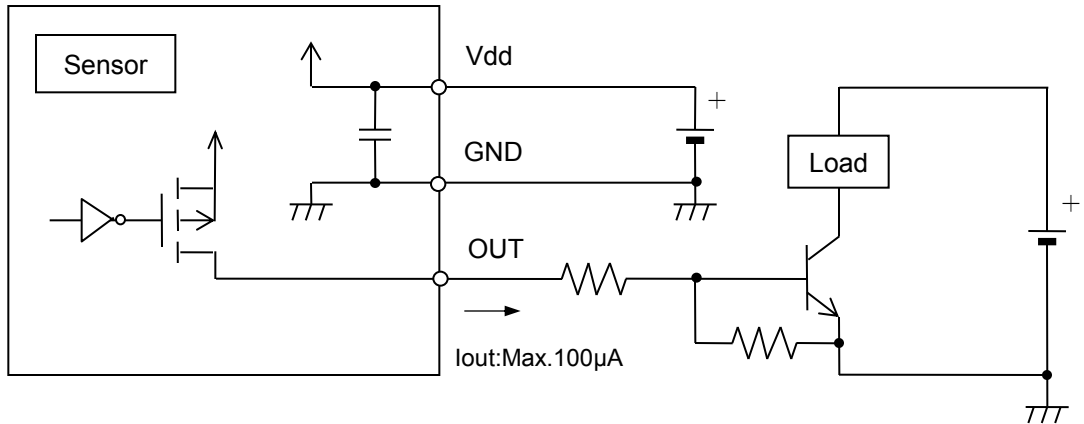 Sensor
Vdd
+
GND
Load
+
OUT
Iout:Max.100µA